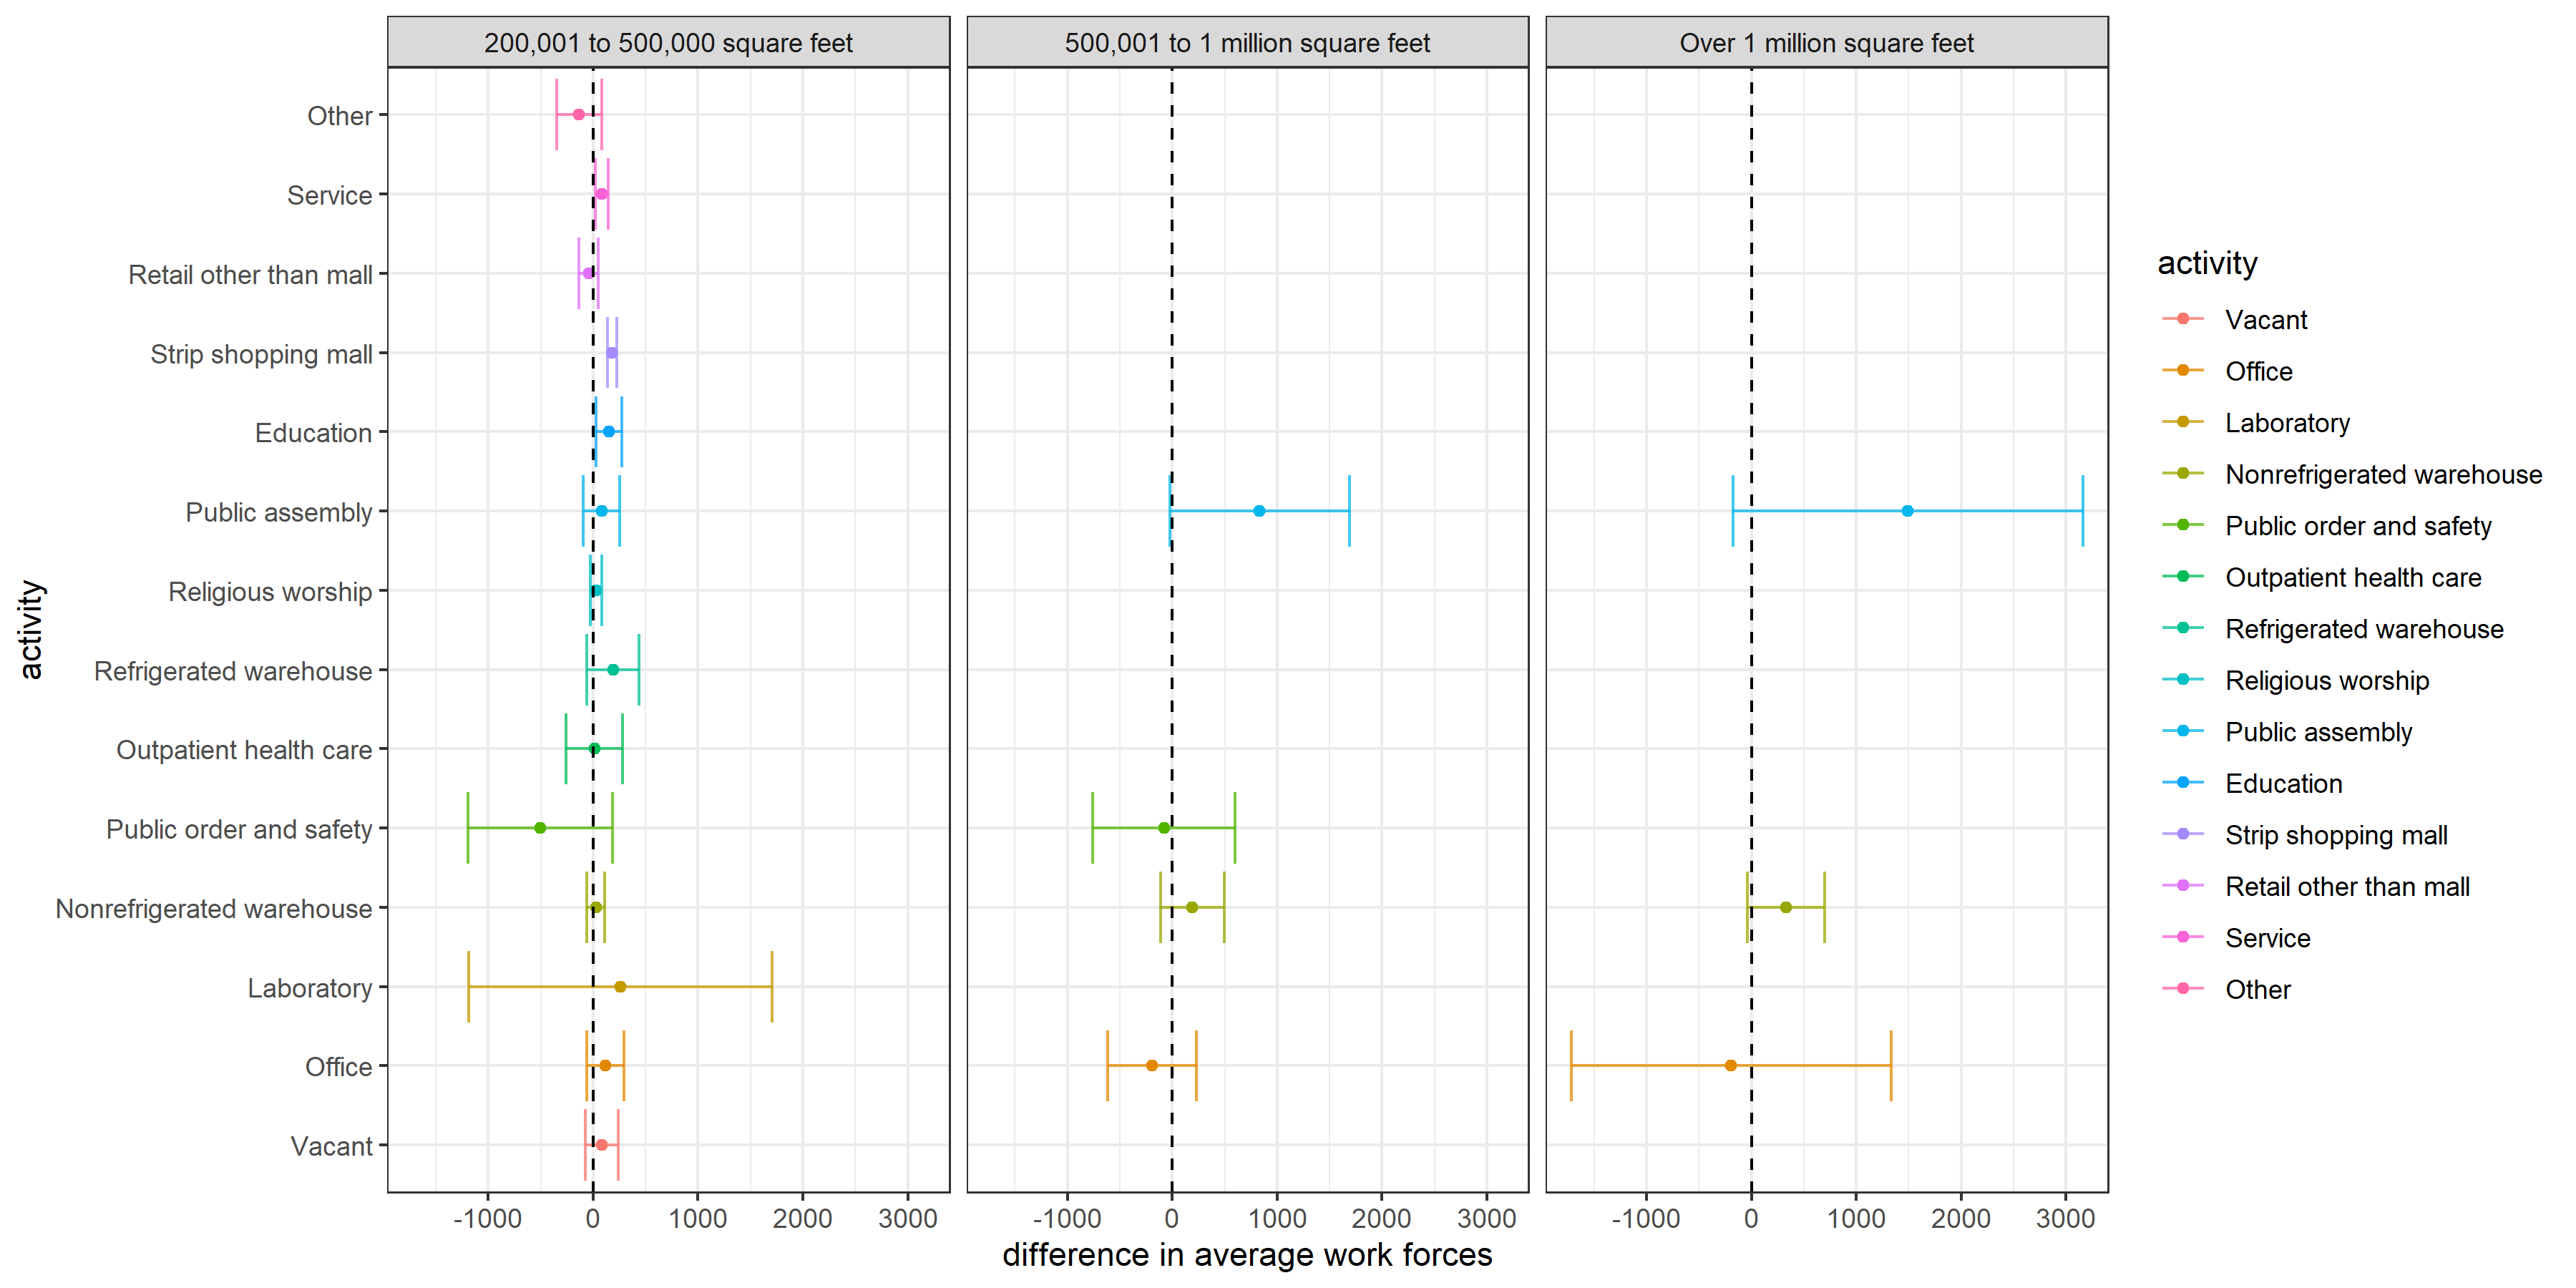 200,001 to 500,000 square feet
500,001 to 1 million square feet
Over 1 million square feet
Other
Service
Retail other than mall
Strip shopping mall
Education
Public assembly
Religious worship
Refrigerated warehouse
Outpatient health care
Public order and safety
Nonrefrigerated warehouse
Laboratory
Office
Vacant
activity
-1000 0 1000 2000 3000
-1000 0 1000 2000 3000
-1000 0 1000 2000 3000
difference in average work forces
activity
Vacant
Office
Laboratory
Nonrefrigerated warehouse
Public order and safety
Outpatient health care
Refrigerated warehouse
Religious worship
Public assembly
Education
Strip shopping mall
Retail other than mall
Service
Other